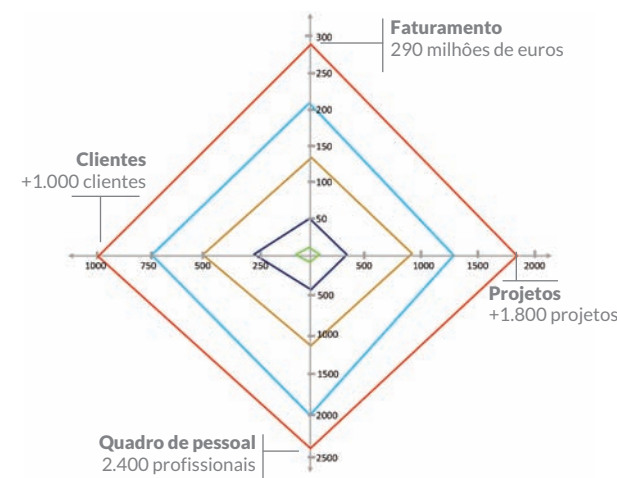 Faturamento
290 milhôes de euros
Clientes
+1.000 clientes
300
250
200
150
100
50
1000 750 500 250 500 1000 1500 2000
500
1000
1500
2000
2500
Projetos
+1.800 projetos
Quadro de pessoal
2.400 profissionais